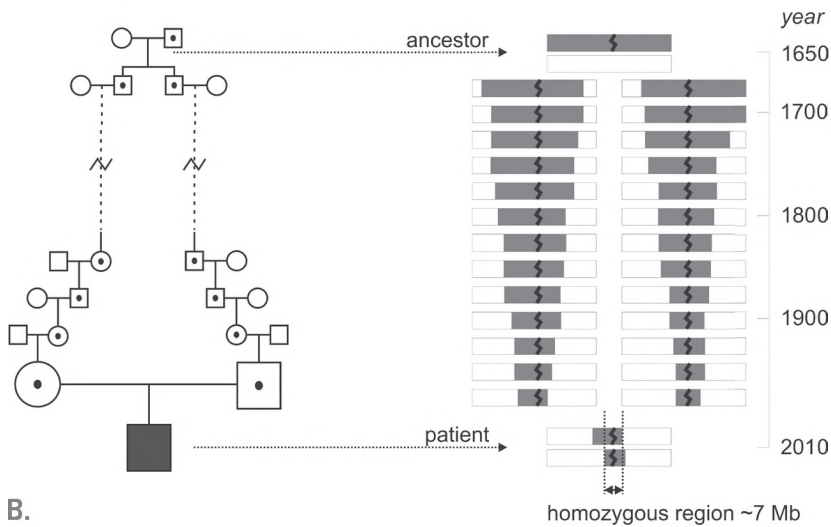 year
ancestor
1650
1700
1800
1900
patient
2010
B.
homozygous region ~7 Mb